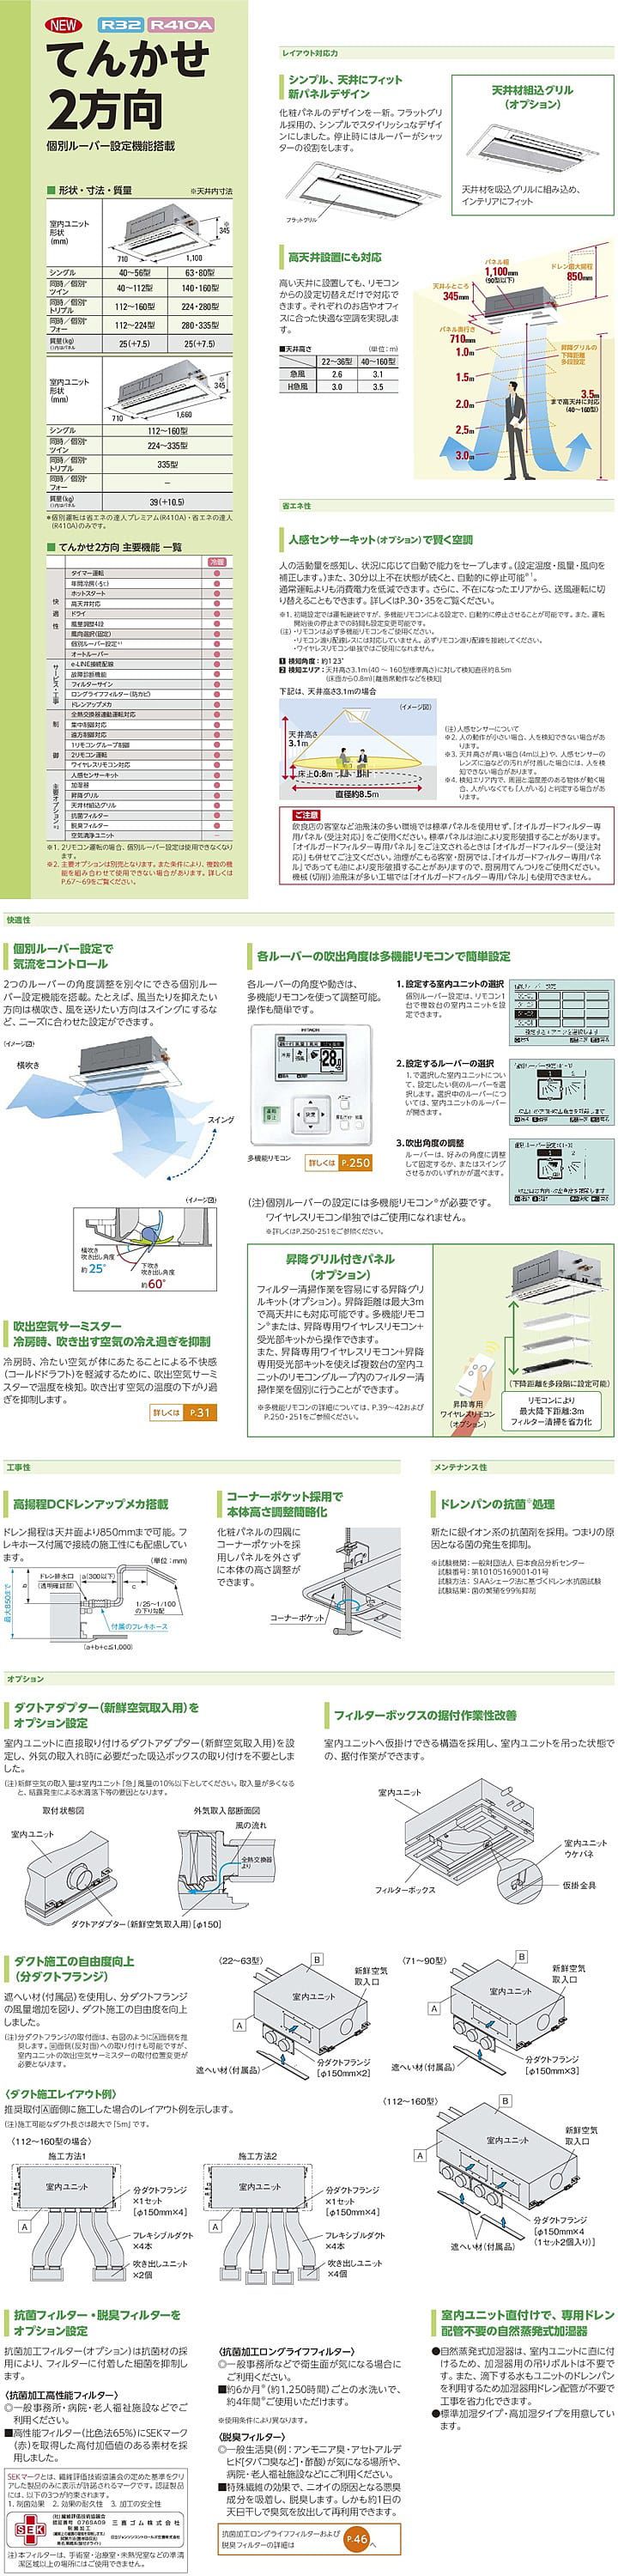 NEW R32 R410A
てんかせ
2方向
個別ルーバー設定機能搭載
■ 形状・寸法・質量 ※天井内寸法
室内ユニット
形状
(mm)
345
710 1,100
シングル 40〜56型 63・80型
同時/個別*
ツイン 40〜112型 140・160型
同時/個別*
トリプル 112〜160型 224・280型
同時/個別*
フォー 112〜224型 280・335型
質量(kg) 25(+7.5) 25(+7.5)
室内ユニット
形状
(mm)
345
710 1,660
シングル 112〜160型
同時/個別*
ツイン 224〜335型
同時/個別*
トリプル 335型
同時/個別*
フォー −
質量(kg) 39(+10.5)
*個別運転は省エネの達人プレミアム(R410A)・省エネの達人
(R410A)のみです。
■ てんかせ2方向 主要機能 一覧
冷暖
快適性
タイマー運転
年間冷房(-5℃)
ホットスタート
高天井対応
ドライ
風量調整4段
風向選択(固定)
個別ルーバー設定※1
オートルーバー
サービス・工事
e-LINE接続配線
故障診断機能
フィルターサイン
ロングライフフィルター(防カビ)
ドレンアップメカ
制御
全熱交換器連動運転対応
集中制御対応
遠方制御対応
1リモコングループ制御
2リモコン運転
ワイヤレスリモコン対応
主要オプション※2
人感センサーキット
加湿器
昇降グリル
天井材組込グリル
抗菌フィルター
脱臭フィルター
空気清浄ユニット −
※1. 2リモコン運転の場合、個別ルーバー設定は使用できなくなり
ます。
※2. 主要オプションは別売となります。また条件により、複数の機
能を組み合わせて使用できない場合があります。詳しくは
P.67〜69をご覧ください。
レイアウト対応力
シンプル、天井にフィット
新パネルデザイン
化粧パネルのデザインを一新。フラットグリ
ル採用の、シンプルでスタイリッシュなデザイ
ンにしました。停止時にはルーバーがシャッ
ターの役割をします。
フラットグリル
天井材組込グリル
(オプション)
天井材を吸込グリルに組み込め、
インテリアにフィット
高天井設置にも対応
高い天井に設置しても、リモコン
からの設定切替えだけで対応で
きます。それぞれのお店やオフィ
スに合った快適な空調を実現しま
す。
■天井高さ (単位:m)
22〜36型 40〜160型
急風 2.6 3.1
H急風 3.0 3.5
パネル幅
1,100mm
(90型以下)
ドレン最大揚程
850mm
天井ふところ
345mm
パネル奥行き
710mm
1.0m
1.5m
2.0m
2.5m
3.0m
昇降グリルの
下降距離
多段設定
3.5m
まで高天井に対応
(40〜160型)
省エネ性
人感センサーキット(オプション)で賢く空調
人の活動量を感知し、状況に応じて自動で能力をセーブします。(設定温度・風量・風向を
補正します。)また、30分以上不在状態が続くと、自動的に停止可能※1。
通常運転よりも消費電力を低減できます。さらに、不在になったエリアから、送風運転に切
り替えることもできます。詳しくはP.30・35をご覧ください。
※1. 初期設定では運転継続ですが、多機能リモコンによる設定で、自動的に停止させることが可能です。また、運転
開始後の停止までの時間も設定変更可能です。
(注)・リモコンは必ず多機能リモコンをご使用ください。
・リモコン渡り配線レスには対応していません。必ずリモコン渡り配線を接続してください。
・ワイヤレスリモコン単独ではご使用になれません。
1 検知角度:約123°
2 検知エリア:天井高さ3.1m(40 〜 160型標準高さ)に対して検知直径約8.5m
(床面から0.8m)[離着席動作などを検知]
下記は、天井高さ3.1mの場合
(イメージ図)
天井高さ
3.1m
床上0.8m
直径約8.5m
(注)人感センサーについて
※2. 人の動作が小さい場合、人を検知できない場合があ
ります。
※3. 天井高さが高い場合(4m以上)や、人感センサーの
レンズに油などの汚れが付着した場合には、人を検
知できない場合があります。
※4. 検知エリア内で、周囲と温度差のある物体が動く場
合、人がいなくても「人がいる」と判定する場合があ
ります。
ご注意
飲食店の客室など油飛沫の多い環境では標準パネルを使用せず、「オイルガードフィルター専
用パネル(受注対応)」をご使用ください。標準パネルは油により変形破損することがあります。
「オイルガードフィルター専用パネル」をご注文されるときは「オイルガードフィルター(受注対
応)」も併せてご注文ください。油煙がこもる客室・厨房では、「オイルガードフィルター専用パネ
ル」であっても油により変形破損することがありますので、厨房用てんつりをご使用ください。
機械(切削)油飛沫が多い工場では「オイルガードフィルター専用パネル」も使用できません。
快適性
個別ルーバー設定で
気流をコントロール
2つのルーバーの角度調整を別々にできる個別ルー
バー設定機能を搭載。たとえば、風当たりを抑えたい
方向は横吹き、風を送りたい方向はスイングにするな
ど、ニーズに合わせた設定ができます。
(イメージ図)
横吹き
スイング
(イメージ図)
横吹き
吹き出し角度
約25°
下吹き
吹き出し角度
約60°
吹出空気サーミスター
冷房時、吹き出す空気の冷え過ぎを抑制
冷房時、冷たい空気が体にあたることによる不快感
(コールドドラフト)を軽減するために、吹出空気サーミ
スターで温度を検知。吹き出す空気の温度の下がり過
ぎを抑制します。
詳しくは P.31
各ルーバーの吹出角度は多機能リモコンで簡単設定
各ルーバーの角度や動きは、
多機能リモコンを使って調整可能。
操作も簡単です。
HITACHI
28
運転
停止
決定
多機能リモコン
詳しくは P.250
1.設定する室内ユニットの選択
個別ルーバー設定は、リモコン1
台で複数台の室内ユニットを設
定できます。
2.設定するルーバーの選択
1.で選択した室内ユニットについ
て、設定したい側のルーバーを選
択します。選択中のルーバーにつ
いては、室内ユニットのルーバー
が開きます。
3.吹出角度の調整
ルーバーは、好みの角度に調整
して固定するか、またはスイング
させるかのいずれかが選べます。
(注)個別ルーバーの設定には多機能リモコン※が必要です。
ワイヤレスリモコン単独ではご使用になれません。
※詳しくはP.250・251をご参照ください。
昇降グリル付きパネル
(オプション)
フィルター清掃作業を容易にする昇降グリ
ルキット(オプション)。昇降距離は最大3m
で高天井にも対応可能です。多機能リモコ
ン※または、昇降専用ワイヤレスリモコン+
受光部キットから操作できます。
また、昇降専用ワイヤレスリモコン+昇降
専用受光部キットを使えば複数台の室内ユ
ニットのリモコングループ内のフィルター清
掃作業を個別に行うことができます。
※多機能リモコンの詳細については、P.39〜42および
P.250・251をご参照ください。
昇降専用
ワイヤレスリモコン
(オプション)
(下降距離を多段階に設定可能)
リモコンにより
最大降下距離:3m
フィルター清掃を省力化
工事性
高揚程DCドレンアップメカ搭載
ドレン揚程は天井面より850mmまで可能。フ
レキホース付属で接続の施工性にも配慮してい
ます。
(単位:mm)
ドレン排水口
(透明確認部)
a(300以下)
b
c
最大850まで
1/25〜1/100
の下り勾配
付属のフレキホース
(a+b+c≦1,000)
コーナーポケット採用で
本体高さ調整簡略化
化粧パネルの四隅に
コーナーポケットを採
用しパネルを外さず
に本体の高さ調整が
できます。
コーナーポケット
メンテナンス性
ドレンパンの抗菌※処理
新たに銀イオン系の抗菌剤を採用。つまりの原
因となる菌の発生を抑制。
※試験機関:一般財団法人 日本食品分析センター
試験番号:第10105169001-01号
試験方法:SIAAシェーク法に基づくドレン水抗菌試験
試験結果:菌の繁殖を99%抑制
オプション
ダクトアダプター(新鮮空気取入用)を
オプション設定
室内ユニットに直接取り付けるダクトアダプター(新鮮空気取入用)を設
定し、外気の取入れ時に必要だった吸込ボックスの取り付けを不要としま
した。
(注)新鮮空気の取入量は室内ユニット「急」風量の10%以下としてください。取入量が多くなる
と、結露発生による水滴落下等の要因となります。
取付状態図
外気取入部断面図
室内ユニット
風の流れ
全熱交換器
より
ダクトアダプター(新鮮空気取入用)[φ150]
フィルターボックスの据付作業性改善
室内ユニットへ仮掛けできる構造を採用し、室内ユニットを吊った状態で
の、据付作業ができます。
室内ユニット
室内ユニット
ウケバネ
仮掛金具
フィルターボックス
ダクト施工の自由度向上
(分ダクトフランジ)
遮へい材(付属品)を使用し、分ダクトフランジ
の風量増加を図り、ダクト施工の自由度を向上
しました。
(注)分ダクトフランジの取付面は、右図のようにA面側を推
奨します。B面側(反対面)への取り付けも可能ですが、
室内ユニットの吹出空気サーミスターの取付位置変更が
必要となります。
〈22〜63型〉
B
新鮮空気
取入口
室内ユニット
A
遮へい材(付属品)
分ダクトフランジ
[φ150mm×2]
〈71〜90型〉
B
新鮮空気
取入口
室内ユニット
A
遮へい材(付属品)
分ダクトフランジ
[φ150mm×3]
〈ダクト施工レイアウト例〉
推奨取付A面側に施工した場合のレイアウト例を示します。
(注)施工可能なダクト長さは最大で「5m」です。
〈112〜160型の場合〉
施工方法1
室内ユニット
A
分ダクトフランジ
×1セット
[φ150mm×4]
フレキシブルダクト
×4本
吹き出しユニット
×2個
施工方法2
室内ユニット
A
分ダクトフランジ
×1セット
[φ150mm×4]
フレキシブルダクト
×4本
吹き出しユニット
×4個
〈112〜160型〉
B
新鮮空気
取入口
室内ユニット
A
遮へい材(付属品)
分ダクトフランジ
[φ150mm×4
(1セット2個入り)]
抗菌フィルター・脱臭フィルターを
オプション設定
抗菌加工フィルター(オプション)は抗菌材の採
用により、フィルターに付着した細菌を抑制し
ます。
〈抗菌加工高性能フィルター〉
◎一般事務所・病院・老人福祉施設などでご
利用ください。
■高性能フィルター(比色法65%)にSEKマーク
(赤)を取得した高付加価値のある素材を採
用しました。
SEKマークとは、繊維技術協議会の定めた基準をクリ
アした製品のみに表示が許諾されるマークです。認証製品
には、以下の3つが約束されます。
1. 制菌効果 2. 効果の耐久性 3. 加工の安全性
SEK
三喜ゴム株式会社
注)本フィルターは、手術室・治療室・未熟児室などの準清
潔区域以上の場所にはご使用できません。
〈抗菌加工ロングライフフィルター〉
◎一般事務所などで衛生面が気になる場合に
ご利用ください。
■約6か月※(約1,250時間)ごとの水洗いで、
約4年間※ご使用いただけます。
※使用条件により異なります。
〈脱臭フィルター〉
◎一般生活臭(例:アンモニア臭・アセトアルデ
ヒド[タバコ臭など]・酢酸)が気になる場所や、
病院・老人福祉施設などにご利用ください。
■特殊繊維の効果で、ニオイの原因となる悪臭
成分を吸着し、脱臭します。しかも約1日の
天日干しで臭気を放出して再利用できます。
抗菌加工ロングライフフィルターおよび
脱臭フィルターの詳細は P.46 へ
室内ユニット直付けで、専用ドレン
配管不要の自然蒸発式加湿器
●自然蒸発式加湿器は、室内ユニットに直に付
けるため、加湿器用の吊りボルトは不要で
す。また、滴下する水もユニットのドレンパン
を利用するため加湿器用ドレン配管が不要で
工事を省力化できます。
●標準加湿タイプ・高加湿タイプを用意してい
ます。